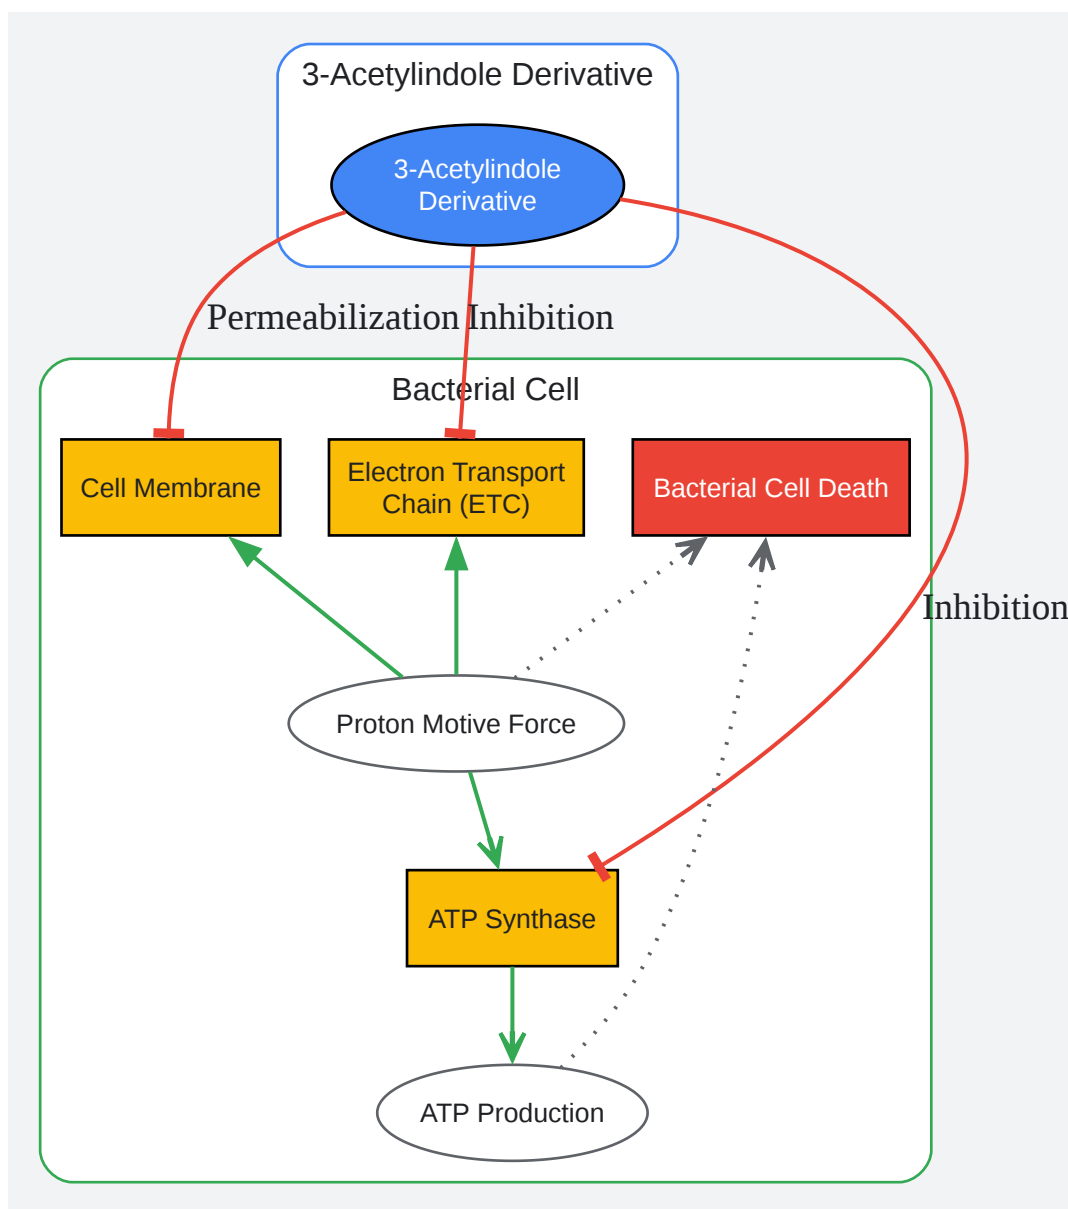 3-Acetylindole Derivative
3-Acetylindole
Derivative
Permeabilization
Inhibition
Bacterial Cell
Cell Membrane
Electron Transport
Chain (ETC)
Bacterial Cell Death
Inhibition
Proton Motive Force
ATP Synthase
ATP Production